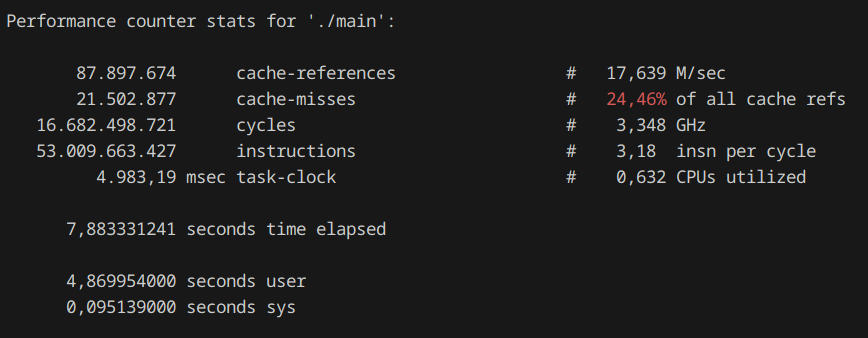 Performance counter stats for './main':
87.897.674 cache-references # 17,639 M/sec
21.502.877 cache-misses # 24,46% of all cache refs
16.682.498.721 cycles # 3,348 GHz
53.009.663.427 instructions # 3,18 insn per cycle
4.983,19 msec task-clock # 0,632 CPUs utilized
7,883331241 seconds time elapsed
4,869954000 seconds user
0,095139000 seconds sys